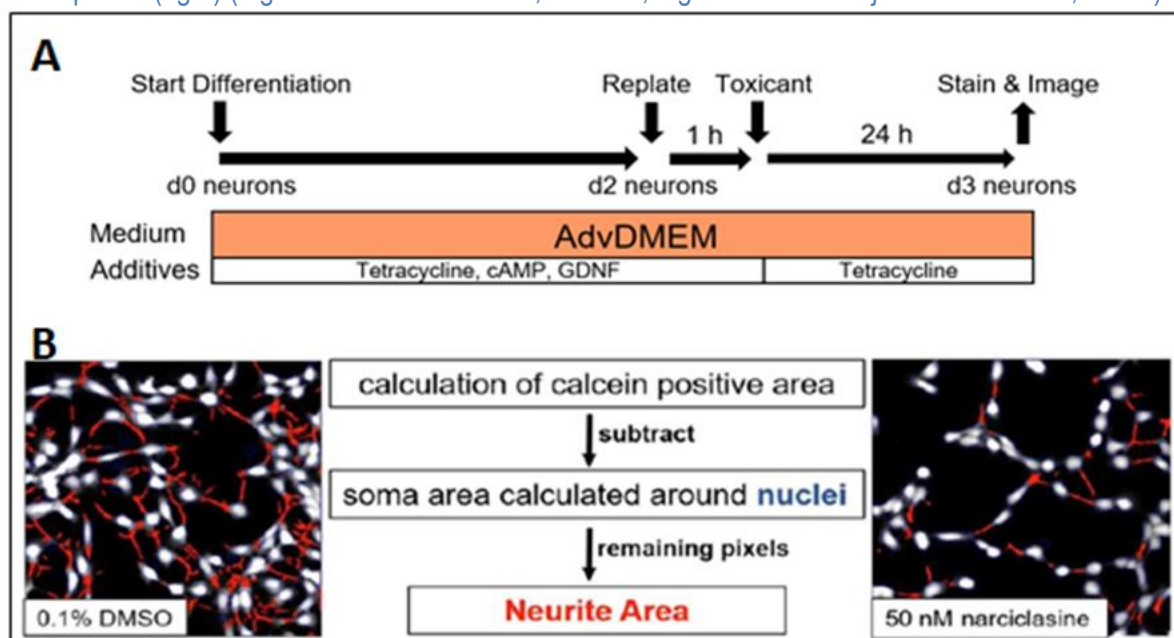 A
Start Differentiation
Replate
Toxicant
Stain & Image
1 h
24 h
d0 neurons
d2 neurons
d3 neurons
Medium
AdvDMEM
Additives
Tetracycline, cAMP, GDNF
Tetracycline
B
calculation of calcein positive area
subtract
soma area calculated around nuclei
remaining pixels
Neurite Area
0.1% DMSO
50 nM narciclasine